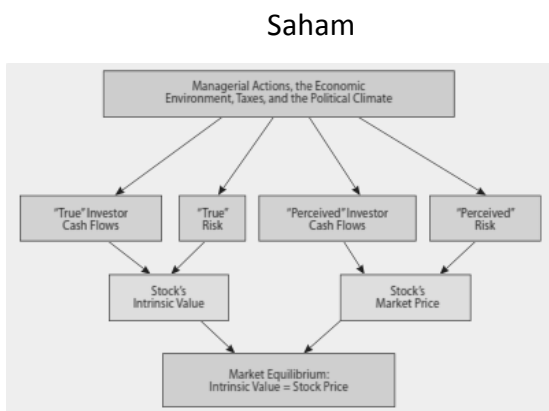 Saham
Managerial Actions, the Economic
Environment, Taxes, and the Political Climate
"True" Investor
Cash Flows
"True"
Risk
"Perceived" Investor
Cash Flows
"Perceived"
Risk
Stock's
Intrinsic Value
Stock's
Market Price
Market Equilibrium:
Intrinsic Value = Stock Price